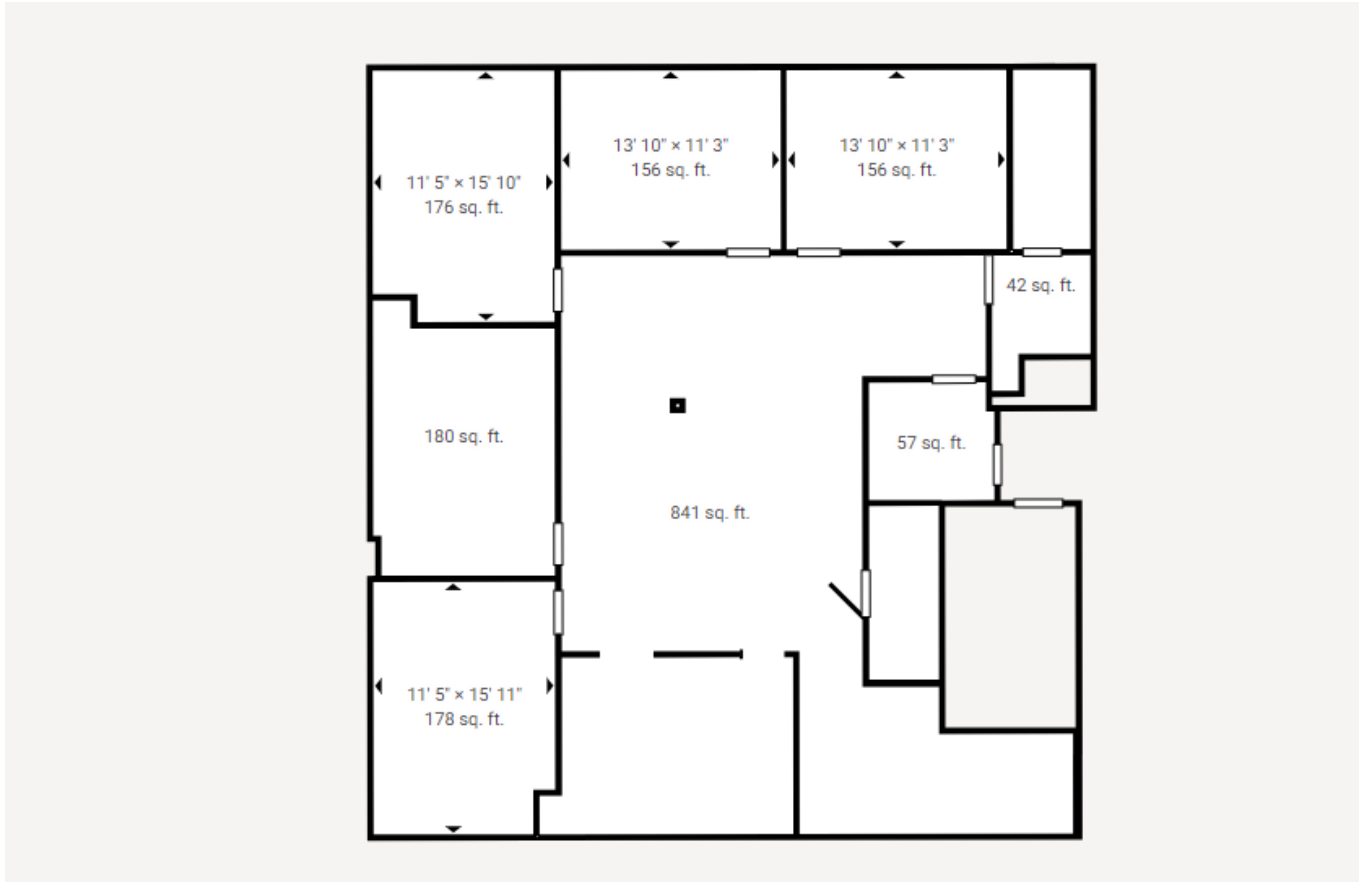 13' 10" × 11' 3"
156 sq. ft.
13' 10" × 11' 3"
156 sq. ft.
11' 5" × 15' 10"
176 sq. ft.
42 sq. ft.
180 sq. ft.
57 sq. ft.
841 sq. ft.
11' 5" × 15' 11"
178 sq. ft.